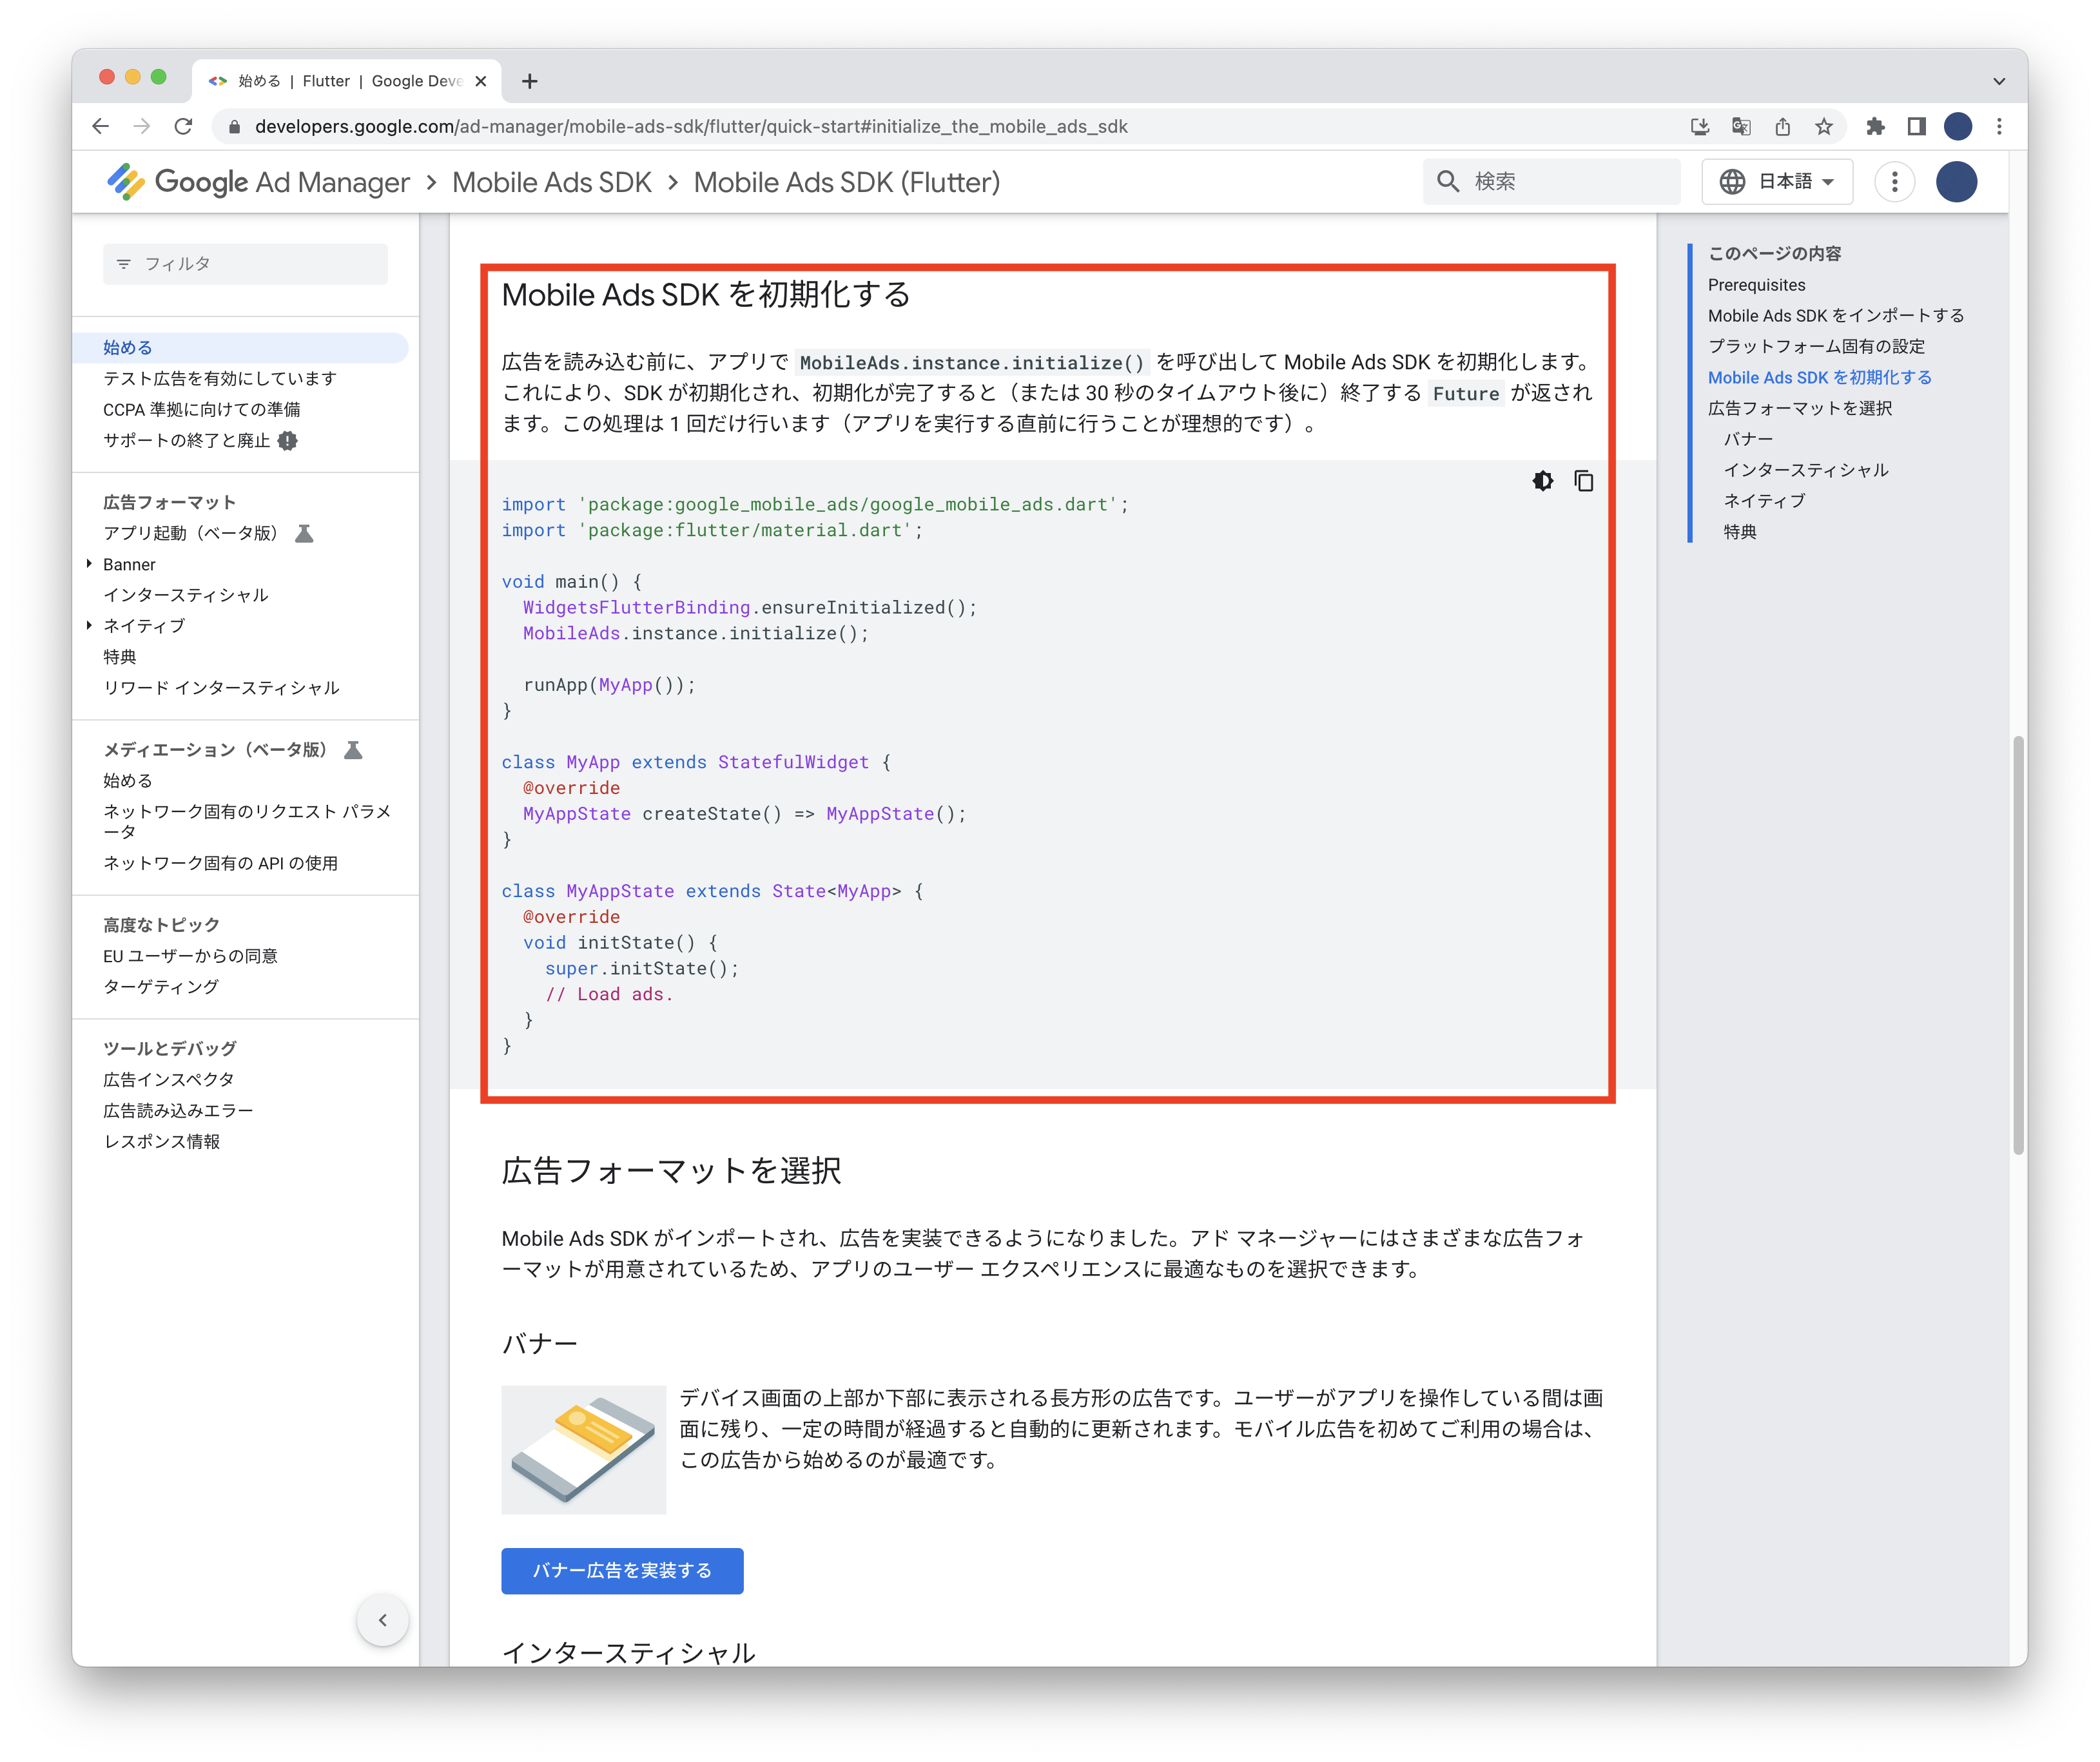 始める | Flutter | Google Deve
developers.google.com/ad-manager/mobile-ads-sdk/flutter/quick-start#initialize_the_mobile_ads_sdk
Google Ad Manager > Mobile Ads SDK > Mobile Ads SDK (Flutter)
検索
日本語
フィルタ
始める
テスト広告を有効にしています
CCPA 準拠に向けての準備
サポートの終了と廃止
広告フォーマット
アプリ起動（ベータ版）
Banner
インタースティシャル
ネイティブ
特典
リワード インタースティシャル
メディエーション（ベータ版）
始める
ネットワーク固有のリクエスト パラメ
ータ
ネットワーク固有の API の使用
高度なトピック
EU ユーザーからの同意
ターゲティング
ツールとデバッグ
広告インスペクタ
広告読み込みエラー
レスポンス情報
Mobile Ads SDK を初期化する
広告を読み込む前に、アプリで MobileAds.instance.initialize() を呼び出して Mobile Ads SDK を初期化します。
これにより、SDK が初期化され、初期化が完了すると（または 30 秒のタイムアウト後に）終了する Future が返され
ます。この処理は 1 回だけ行います（アプリを実行する直前に行うことが理想的です）。
import 'package:google_mobile_ads/google_mobile_ads.dart';
import 'package:flutter/material.dart';
void main() {
WidgetsFlutterBinding.ensureInitialized();
MobileAds.instance.initialize();
runApp(MyApp());
}
class MyApp extends StatefulWidget {
@override
MyAppState createState() => MyAppState();
}
class MyAppState extends State<MyApp> {
@override
void initState() {
super.initState();
// Load ads.
}
}
広告フォーマットを選択
Mobile Ads SDK がインポートされ、広告を実装できるようになりました。アド マネージャーにはさまざまな広告フォ
ーマットが用意されているため、アプリのユーザー エクスペリエンスに最適なものを選択できます。
バナー
デバイス画面の上部か下部に表示される長方形の広告です。ユーザーがアプリを操作している間は画
面に残り、一定の時間が経過すると自動的に更新されます。モバイル広告を初めてご利用の場合は、
この広告から始めるのが最適です。
バナー広告を実装する
インタースティシャル
このページの内容
Prerequisites
Mobile Ads SDK をインポートする
プラットフォーム固有の設定
Mobile Ads SDK を初期化する
広告フォーマットを選択
バナー
インタースティシャル
ネイティブ
特典